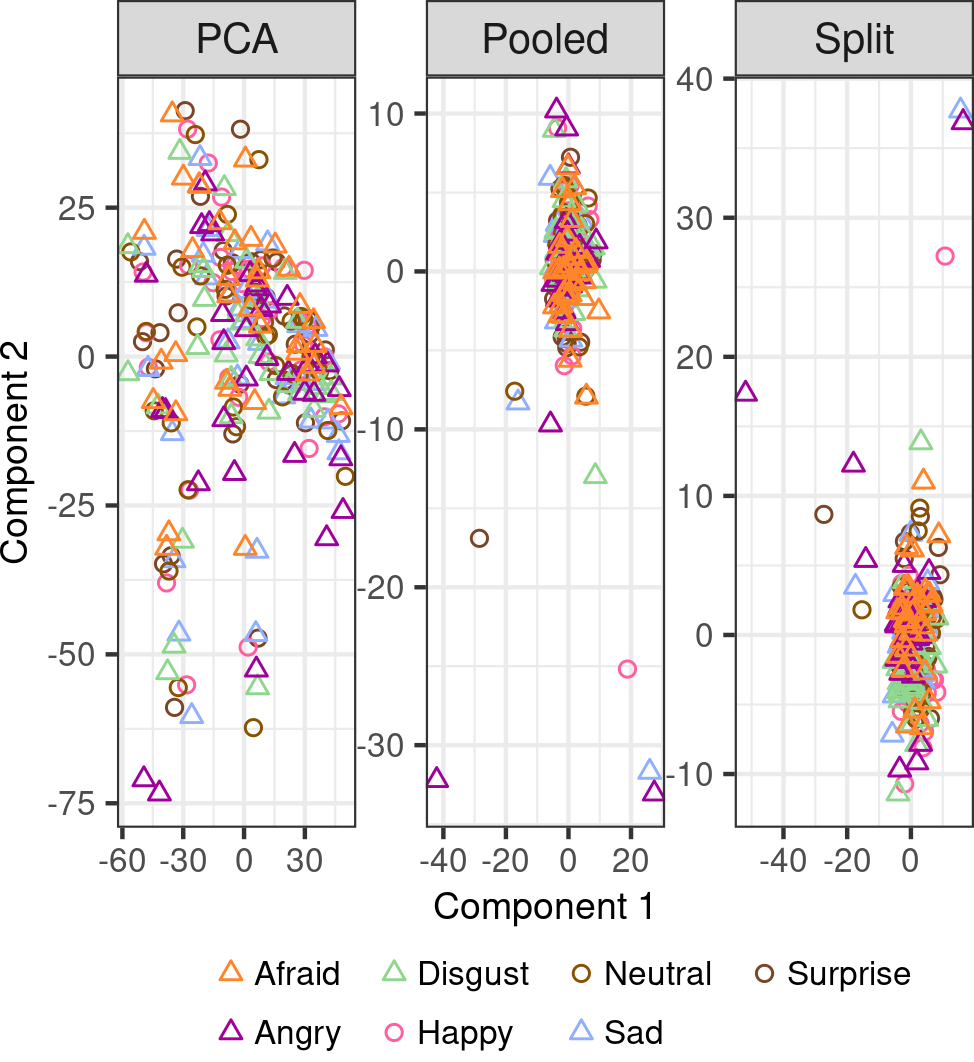 PCA Pooled Split
Component 2
25
0
-25
-50
-75
-60 -30 0 30
10
0
-10
-20
-30
-40 -20 0 20
40
30
20
10
0
-10
-40 -20 0
Component 1
Afraid Disgust Neutral Surprise
Angry Happy Sad